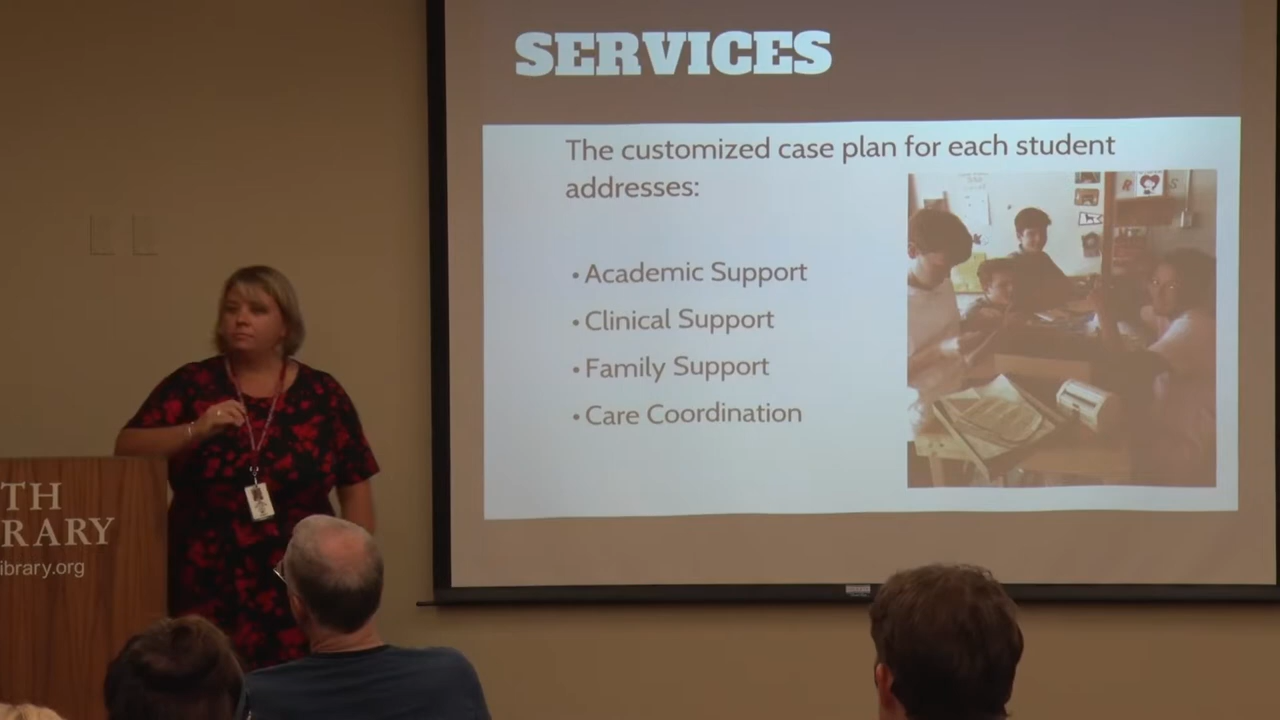 SERVICES
The customized case plan for each student
addresses:
• Academic Support
• Clinical Support
• Family Support
• Care Coordination
TH
RARY
ibrary.org
R S